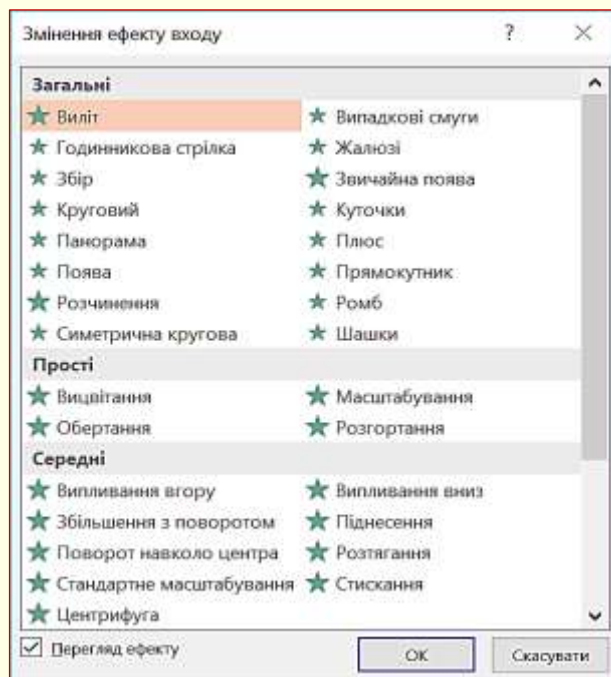 Змінення ефекту входу ? ×
Загальні
Виліт Випадкові смуги
Годинникова стрілка Жалюзі
Збір Звичайна поява
Круговий Куточки
Панорама Плюс
Поява Прямокутник
Розчинення Ромб
Симетрична кругова Шашки
Прості
Вицвітання Масштабування
Обертання Розгортання
Середні
Випливання вгору Випливання вниз
Збільшення з поворотом Піднесення
Поворот навколо центра Розтягання
Стандартне масштабування Стискання
Центрифуга
Перегляд ефекту ОК Скасувати